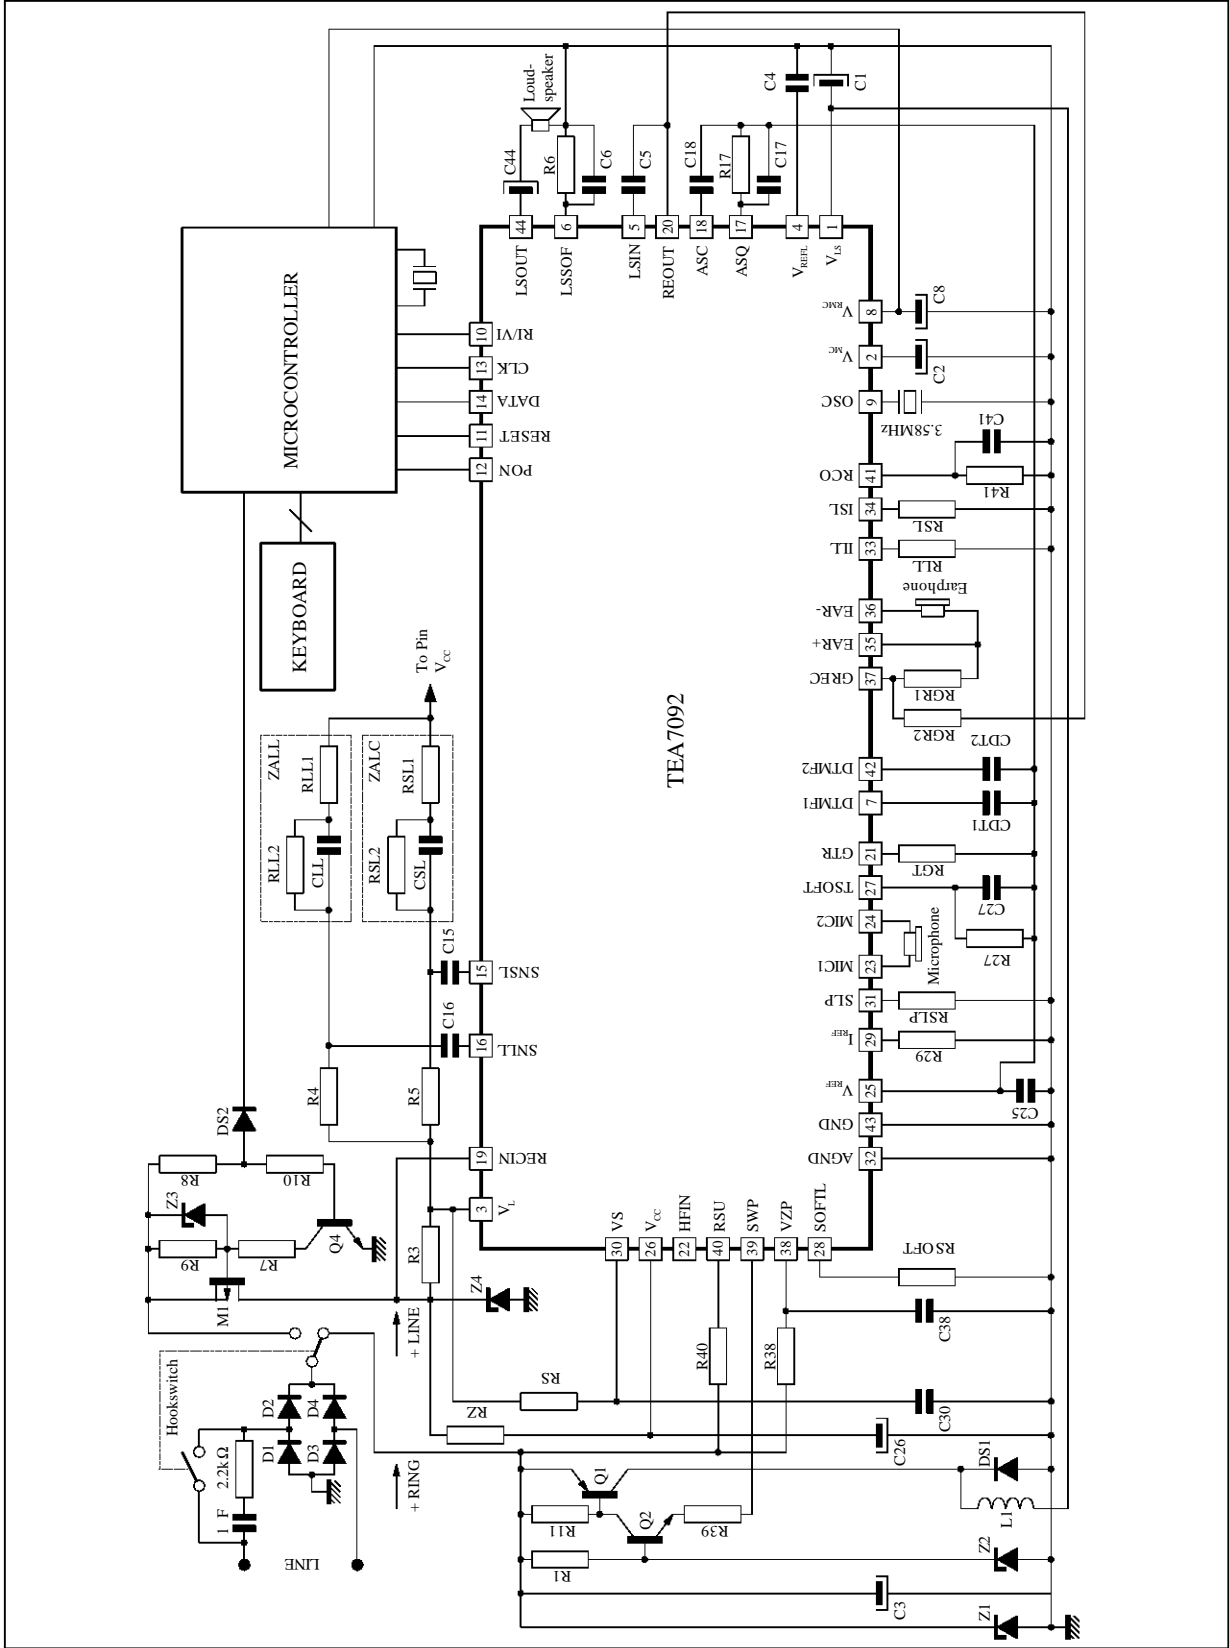 Loud-
speaker
C4
C1
C44
R6
C6
C5
C18
R17
C17
44
6
5
20
18
17
4
1
LSOUT
LSSOF
LSIN
REOUT
ASC
ASQ
VREFL
VLS
MICROCONTROLLER
KEYBOARD
10
RI/VI
13
CLK
14
DATA
11
RESET
12
PON
VRMC
8
C8
VMC
2
C2
OSC
9
3.58MHz
RCO
41
C41
R41
ISL
34
RSL
ILL
33
RLL
EAR-
36
Earphone
EAR+
35
GREC
37
RGR1
RGR2
To Pin
VCC
ZALL
RLL1
RLL2
CLL
ZALC
RSL1
RSL2
CSL
TEA7092
DTMF2
42
CDT2
DTMF1
7
CDT1
GTR
21
RGT
TSOFT
27
C27
R27
MIC2
24
MIC1
23
Microphone
SLP
31
RSLP
IREF
29
R29
VREF
25
C25
GND
43
AGND
32
C15
15
SNSL
C16
16
SNLL
R4
R5
DS2
R8
R10
Z3
R9
R7
Q4
M1
19
RECIN
3
VL
R3
Z4
30
26
22
40
39
38
28
VS
VCC
HFIN
RSU
SWP
VZP
SOFTL
RSOFT
C38
R40
R38
+ LINE
Hookswitch
D2
D4
D1
D3
2.2kΩ
1 F
LINE
+ RING
RS
RZ
C30
C26
Q1
R11
Q2
R39
R1
DS1
L1
Z2
C3
Z1